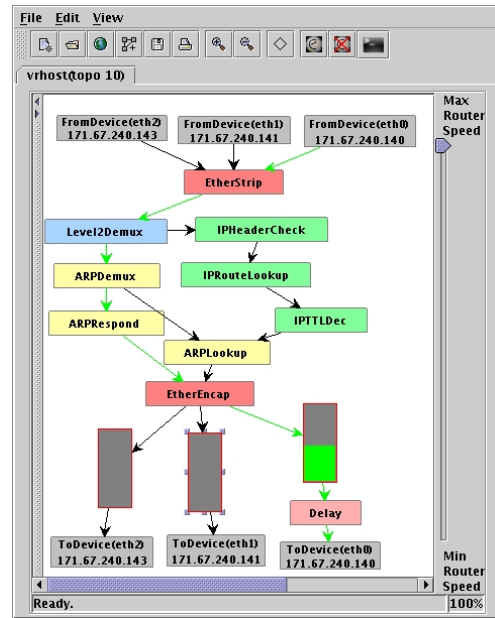 File Edit View
vrhost(topo 10)
FromDevice(eth2)
171.67.240.143
FromDevice(eth1)
171.67.240.141
FromDevice(eth0)
171.67.240.140
Max
Router
Speed
EtherStrip
Level2Demux
IPHeaderCheck
ARPDemux
IPRouteLookup
ARPRespond
IPTTLDec
ARPLookup
EtherEncap
Delay
ToDevice(eth2)
171.67.240.143
ToDevice(eth1)
171.67.240.141
ToDevice(eth0)
171.67.240.140
Min
Router
Speed
Ready.
100%